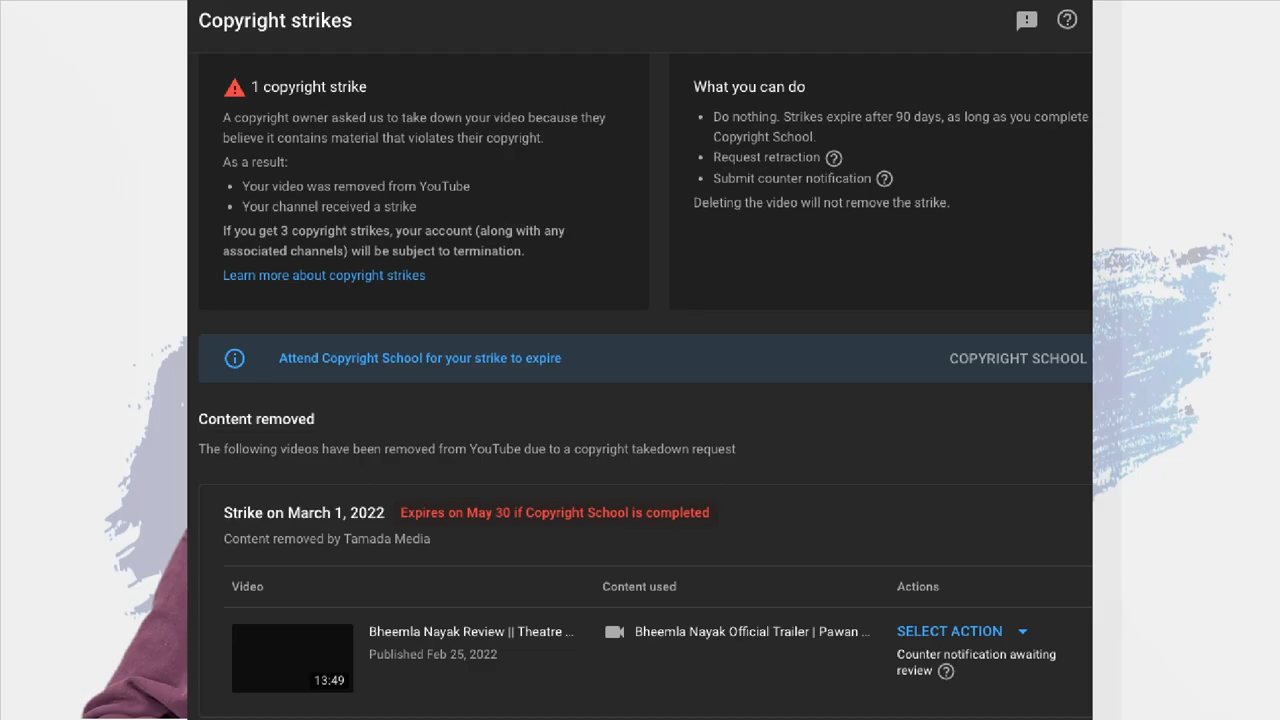 Copyright strikes
1 copyright strike
A copyright owner asked us to take down your video because they
believe it contains material that violates their copyright.
As a result:
• Your video was removed from YouTube
• Your channel received a strike
If you get 3 copyright strikes, your account (along with any
associated channels) will be subject to termination.
Learn more about copyright strikes
What you can do
• Do nothing. Strikes expire after 90 days, as long as you complete
Copyright School.
• Request retraction
• Submit counter notification
Deleting the video will not remove the strike.
Attend Copyright School for your strike to expire
COPYRIGHT SCHOOL
Content removed
The following videos have been removed from YouTube due to a copyright takedown request
Strike on March 1, 2022 Expires on May 30 if Copyright School is completed
Content removed by Tamada Media
Video Content used Actions
13:49
Bheemla Nayak Review || Theatre ...
Published Feb 25, 2022
Bheemla Nayak Official Trailer | Pawan ...
SELECT ACTION
Counter notification awaiting
review